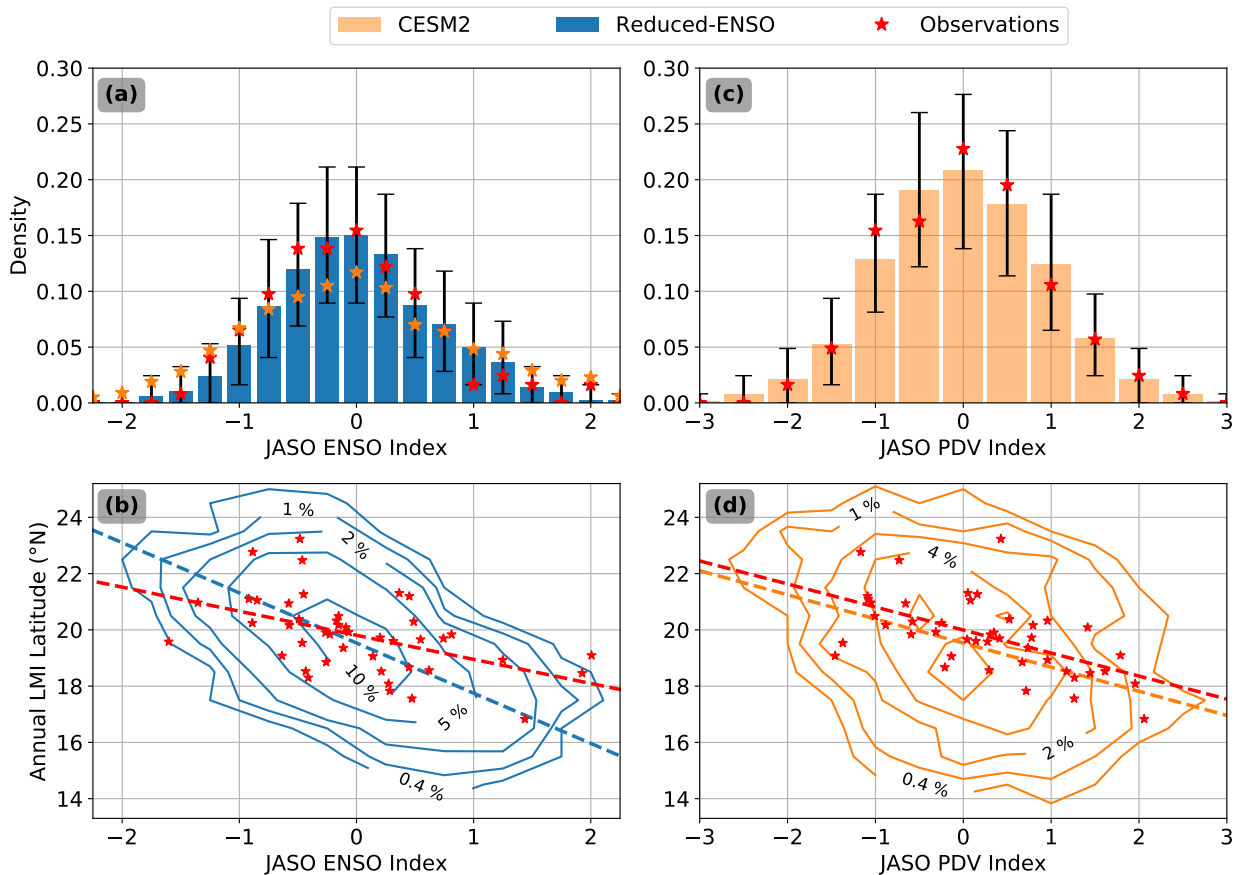 CESM2 Reduced-ENSO Observations
(a)
0.30
0.25
0.20
0.15
0.10
0.05
0.00
Density
−2 −1 0 1 2
JASO ENSO Index
(c)
0.30
0.25
0.20
0.15
0.10
0.05
0.00
−3 −2 −1 0 1 2 3
JASO PDV Index
(b)
24
22
20
18
16
14
Annual LMI Latitude (°N)
1 %
2 %
10 %
5 %
0.4 %
−2 −1 0 1 2
JASO ENSO Index
(d)
24
22
20
18
16
14
1 %
4 %
2 %
0.4 %
−3 −2 −1 0 1 2 3
JASO PDV Index